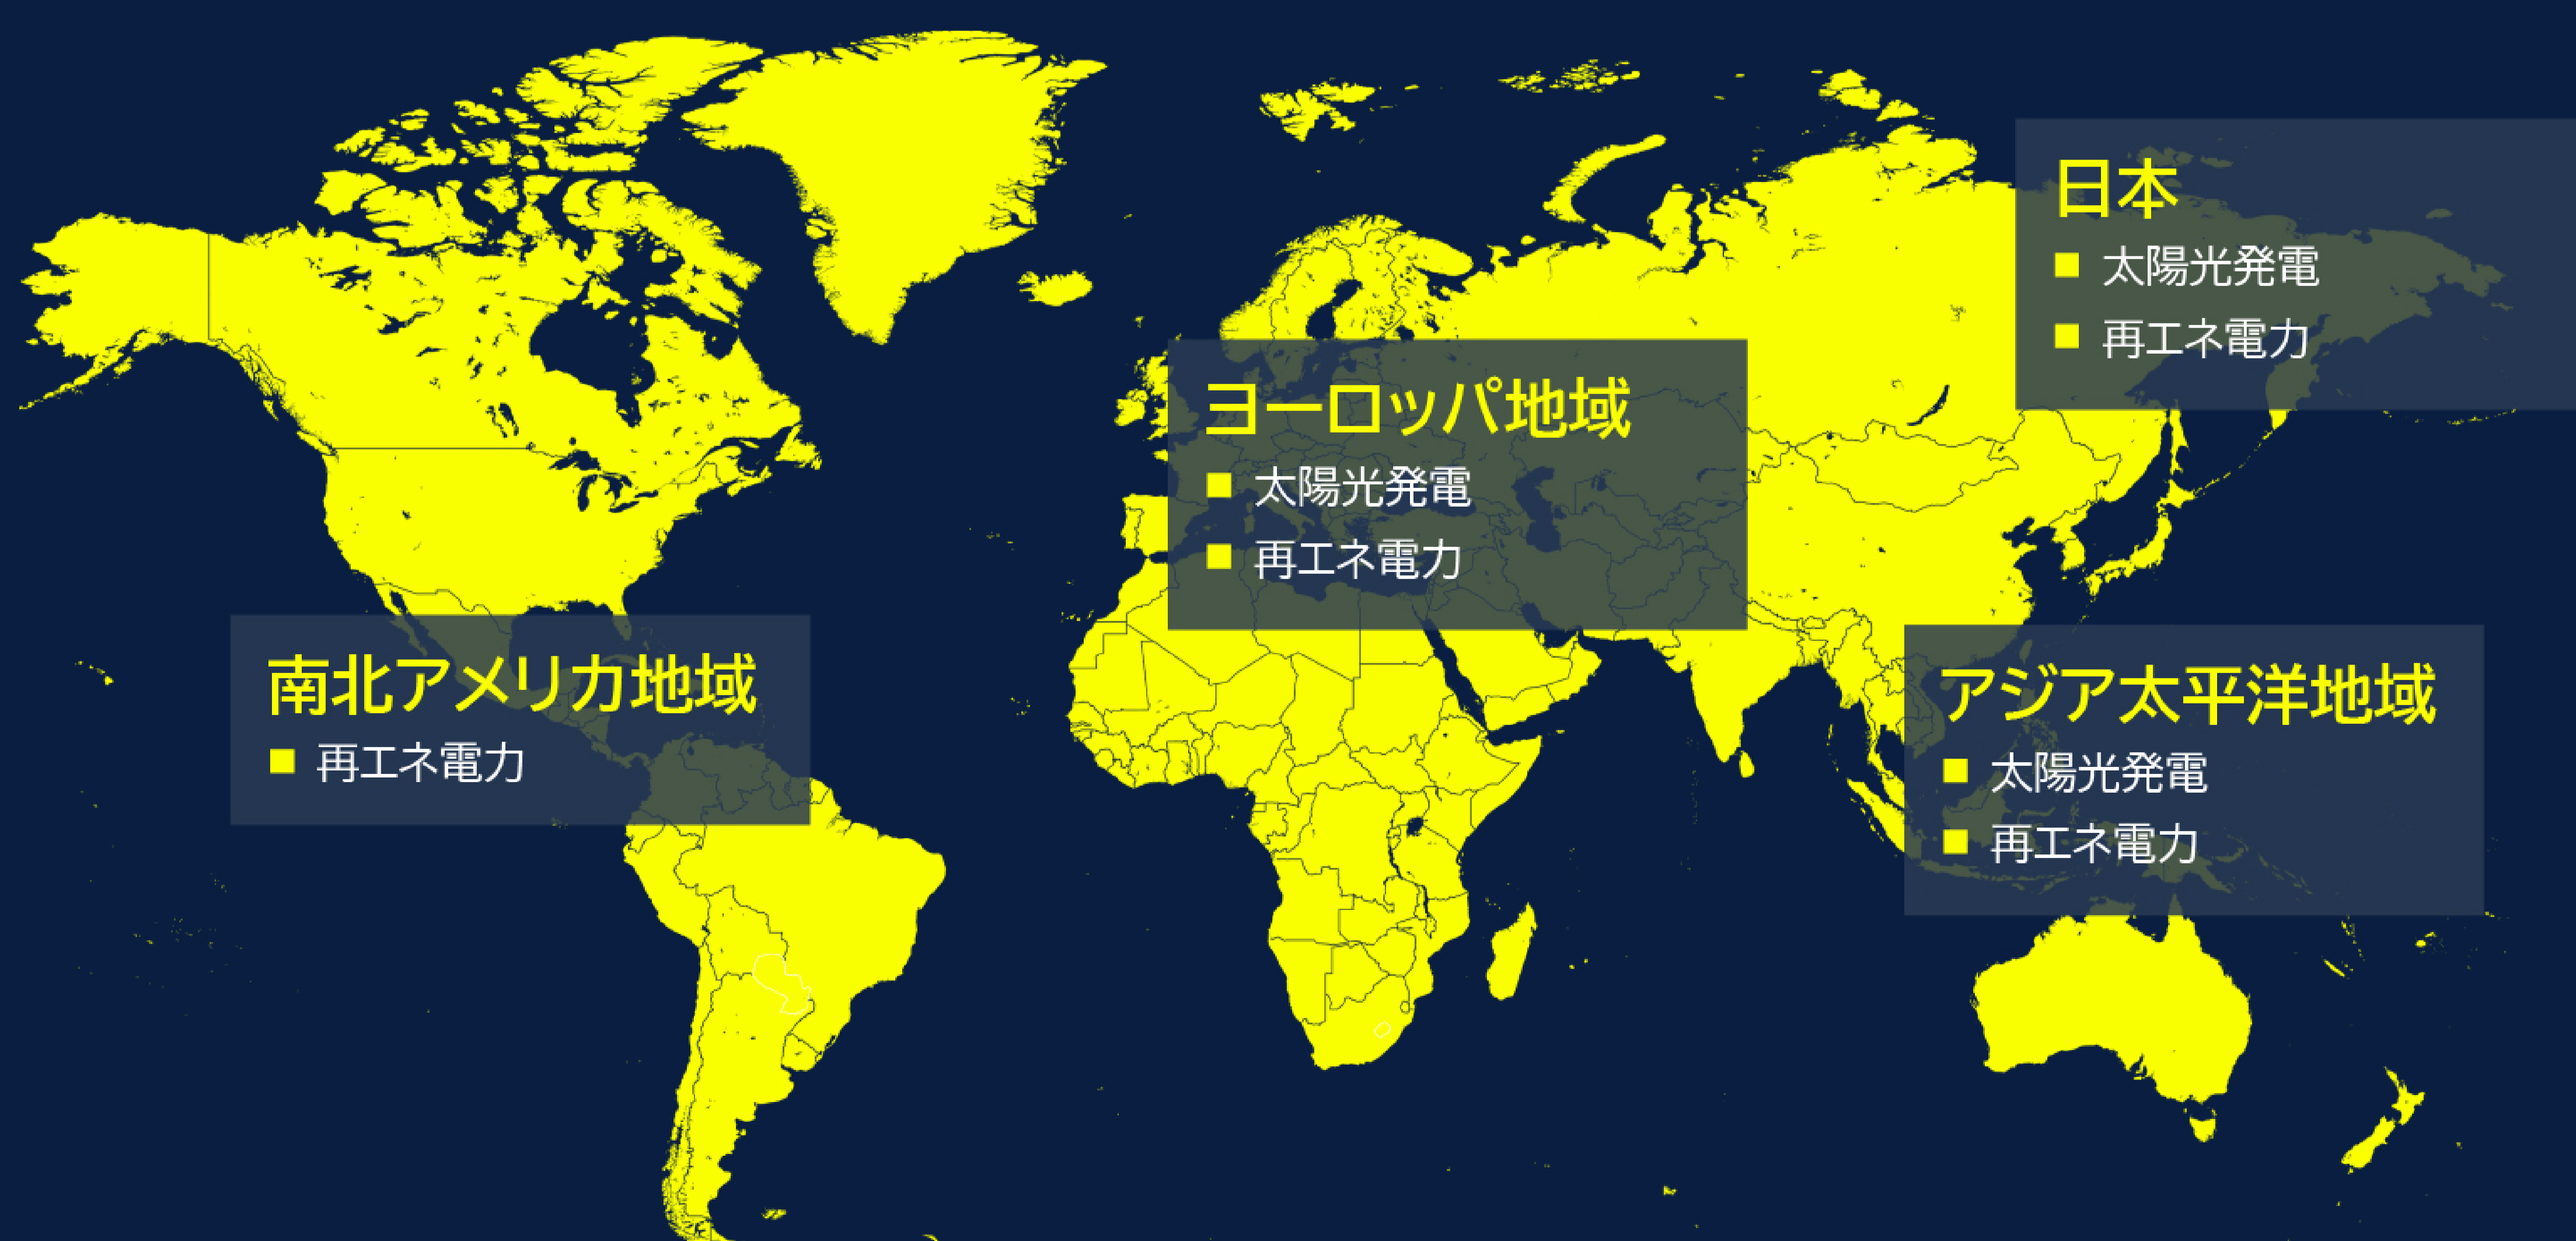 日本
太陽光発電
再エネ電力
ヨーロッパ地域
太陽光発電
再エネ電力
南北アメリカ地域
再エネ電力
アジア太平洋地域
太陽光発電
再エネ電力